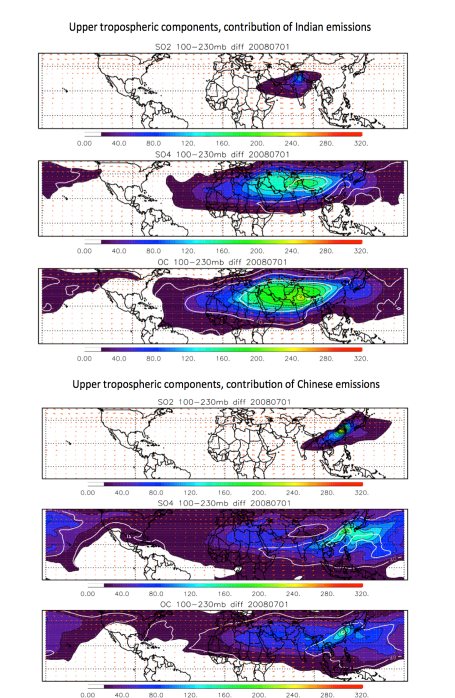 Upper tropospheric components, contribution of Indian emissions
SO2 100-230mb diff 20080701
0.00 40.0 80.0 120. 160. 200. 240. 280. 320.
SO4 100-230mb diff 20080701
0.00 40.0 80.0 120. 160. 200. 240. 280. 320.
OC 100-230mb diff 20080701
0.00 40.0 80.0 120. 160. 200. 240. 280. 320.
Upper tropospheric components, contribution of Chinese emissions
SO2 100-230mb diff 20080701
0.00 40.0 80.0 120. 160. 200. 240. 280. 320.
SO4 100-230mb diff 20080701
0.00 40.0 80.0 120. 160. 200. 240. 280. 320.
OC 100-230mb diff 20080701
0.00 40.0 80.0 120. 160. 200. 240. 280. 320.